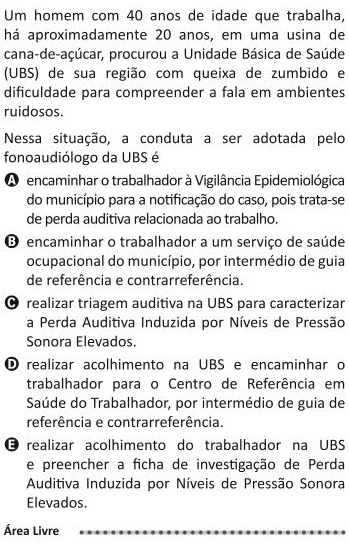 Um homem com 40 anos de idade que trabalha,
há aproximadamente 20 anos, em uma usina de
cana-de-açúcar, procurou a Unidade Básica de Saúde
(UBS) de sua região com queixa de zumbido e
dificuldade para compreender a fala em ambientes
ruidosos.
Nessa situação, a conduta a ser adotada pelo
fonoaudiólogo da UBS é
A encaminhar o trabalhador à Vigilância Epidemiológica
do município para a notificação do caso, pois trata-se
de perda auditiva relacionada ao trabalho.
B encaminhar o trabalhador a um serviço de saúde
ocupacional do município, por intermédio de guia
de referência e contrarreferência.
C realizar triagem auditiva na UBS para caracterizar
a Perda Auditiva Induzida por Níveis de Pressão
Sonora Elevados.
D realizar acolhimento na UBS e encaminhar o
trabalhador para o Centro de Referência em
Saúde do Trabalhador, por intermédio de guia de
referência e contrarreferência.
E realizar acolhimento do trabalhador na UBS
e preencher a ficha de investigação de Perda
Auditiva Induzida por Níveis de Pressão Sonora
Elevados.
Área Livre